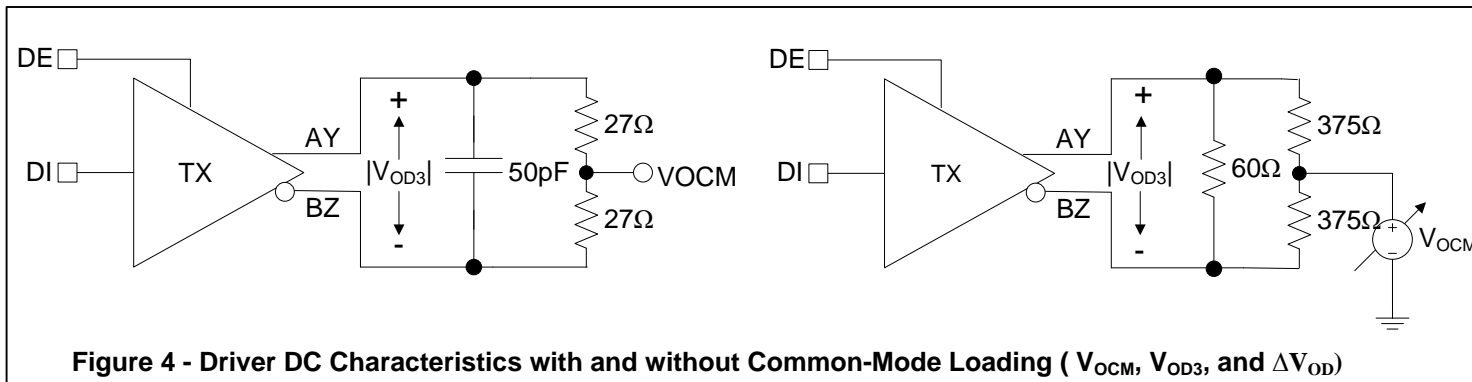 DE
DI
TX
AY
BZ
+
|VOD3|
-
50pF
27Ω
27Ω
VOCM
DE
DI
TX
AY
BZ
+
|VOD3|
-
60Ω
375Ω
375Ω
+
−
VOCM
Figure 4 - Driver DC Characteristics with and without Common-Mode Loading ( VOCM, VOD3, and ΔVOD)